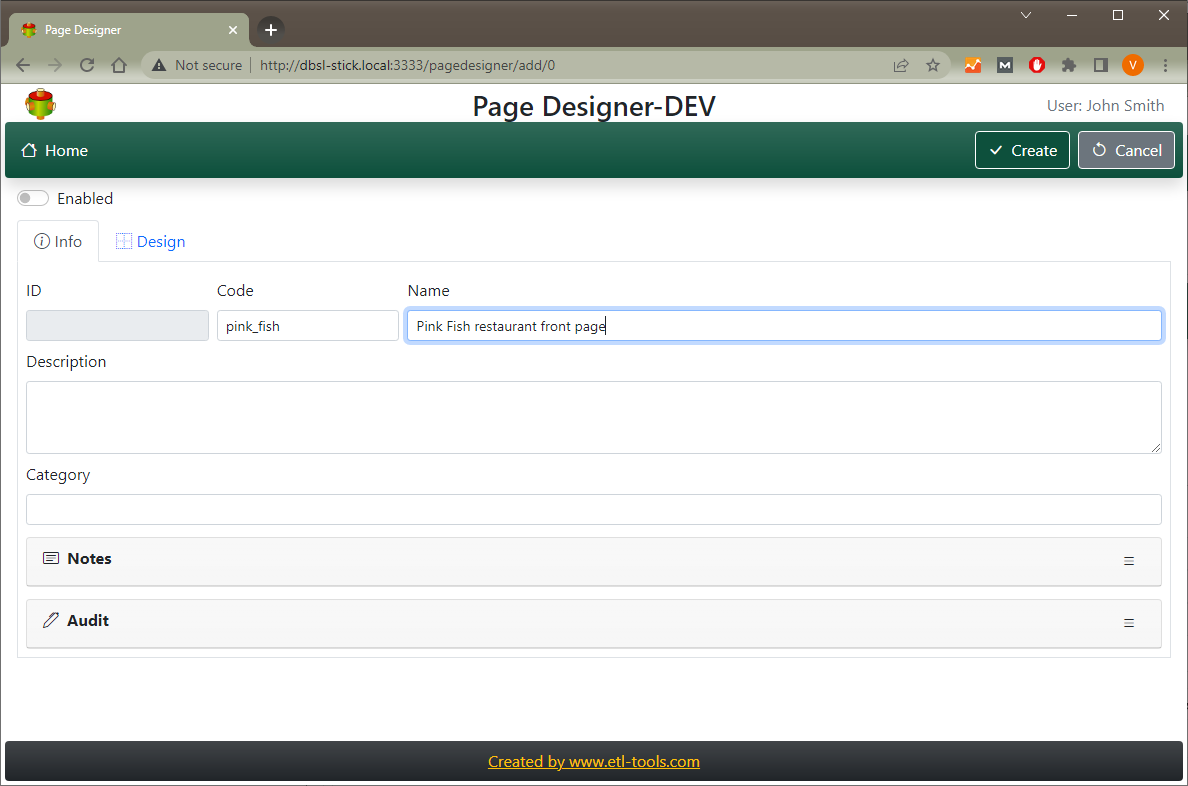 Page Designer
Not secure
http://dbsl-stick.local:3333/pagedesigner/add/0
M
V
Page Designer-DEV
User: John Smith
Home
Create
Cancel
Enabled
Info
Design
ID
Code
Name
pink_fish
Pink Fish restaurant front page
Description
Category
Notes
Audit
Created by www.etl-tools.com